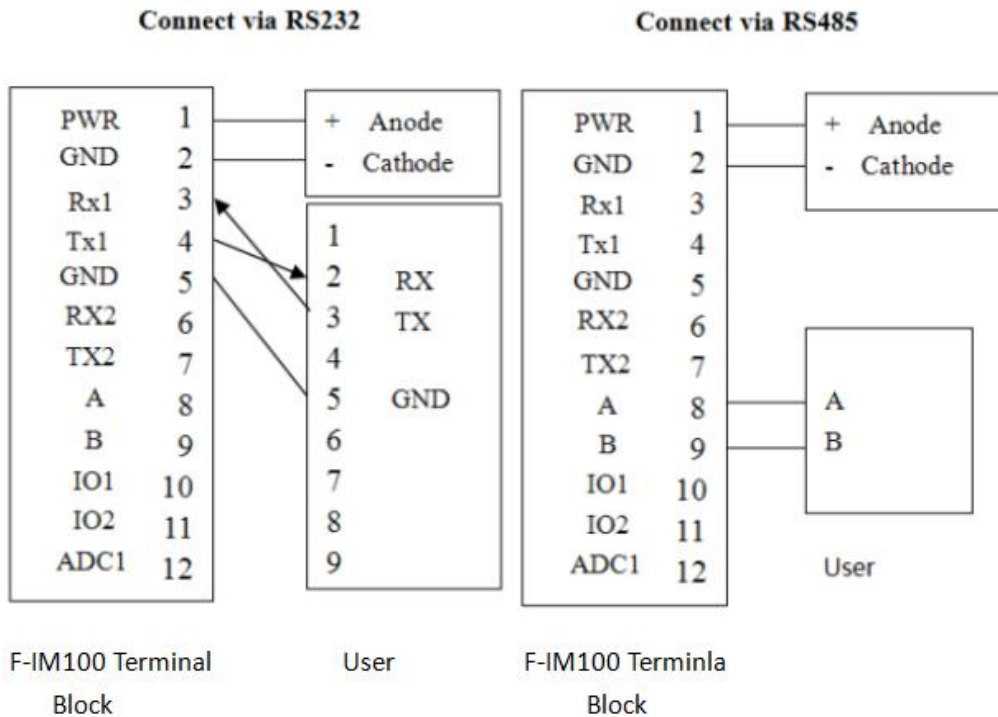 Connect via RS232
PWR 1
GND 2
Rx1 3
Tx1 4
GND 5
RX2 6
TX2 7
A 8
B 9
IO1 10
IO2 11
ADC1 12
+ Anode
- Cathode
1
2 RX
3 TX
4
5 GND
6
7
8
9
F-IM100 Terminal
Block
User
Connect via RS485
PWR 1
GND 2
Rx1 3
Tx1 4
GND 5
RX2 6
TX2 7
A 8
B 9
IO1 10
IO2 11
ADC1 12
+ Anode
- Cathode
A
B
User
F-IM100 Terminla
Block